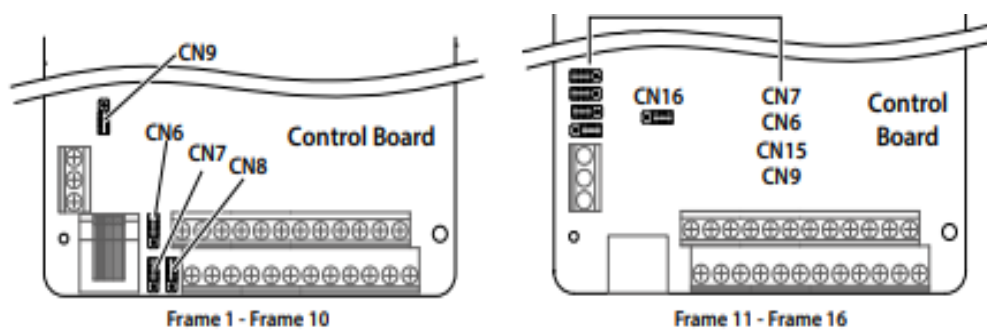 CN9
CN6
CN7
CN8
Control Board
Frame 1 - Frame 10
CN16
CN7
CN6
CN15
CN9
Control
Board
Frame 11 - Frame 16